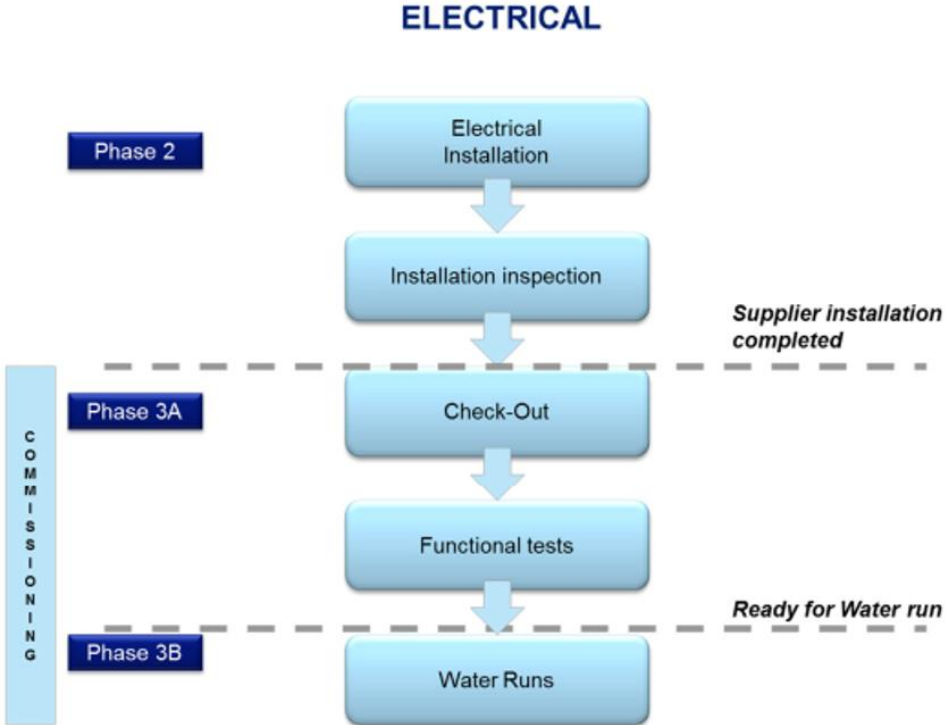 ELECTRICAL
Phase 2
Electrical
Installation
Installation inspection
Supplier installation
completed
COMMISSIONING
Phase 3A
Check-Out
Functional tests
Ready for Water run
Phase 3B
Water Runs